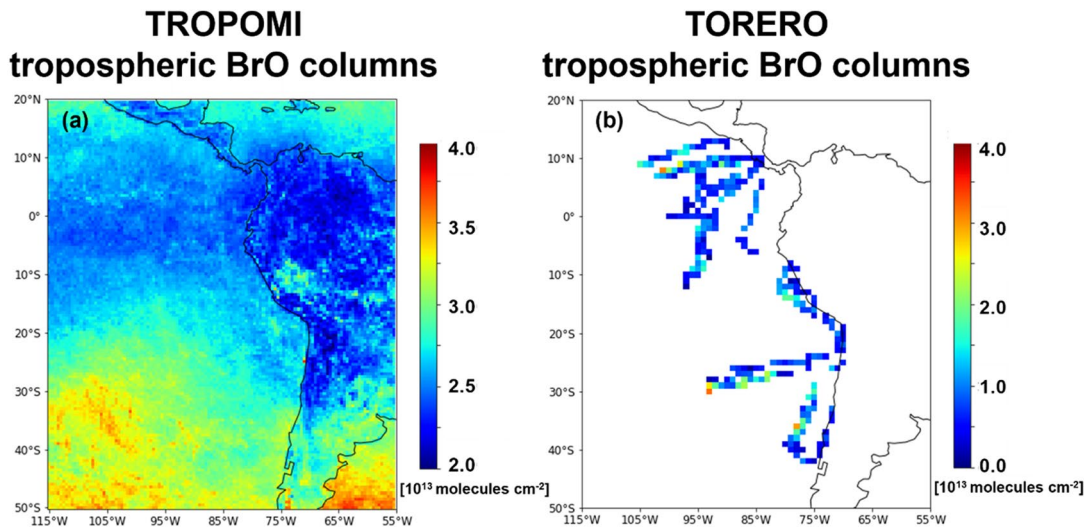 TROPOMI
tropospheric BrO columns
TORERO
tropospheric BrO columns
(a)
20°N
10°N
0°
10°S
20°S
30°S
40°S
50°S
115°W 105°W 95°W 85°W 75°W 65°W 55°W
4.0
3.5
3.0
2.5
2.0
[10¹³ molecules cm⁻²]
(b)
20°N
10°N
0°
10°S
20°S
30°S
40°S
50°S
115°W 105°W 95°W 85°W 75°W 65°W 55°W
4.0
3.0
2.0
1.0
0.0
[10¹³ molecules cm⁻²]